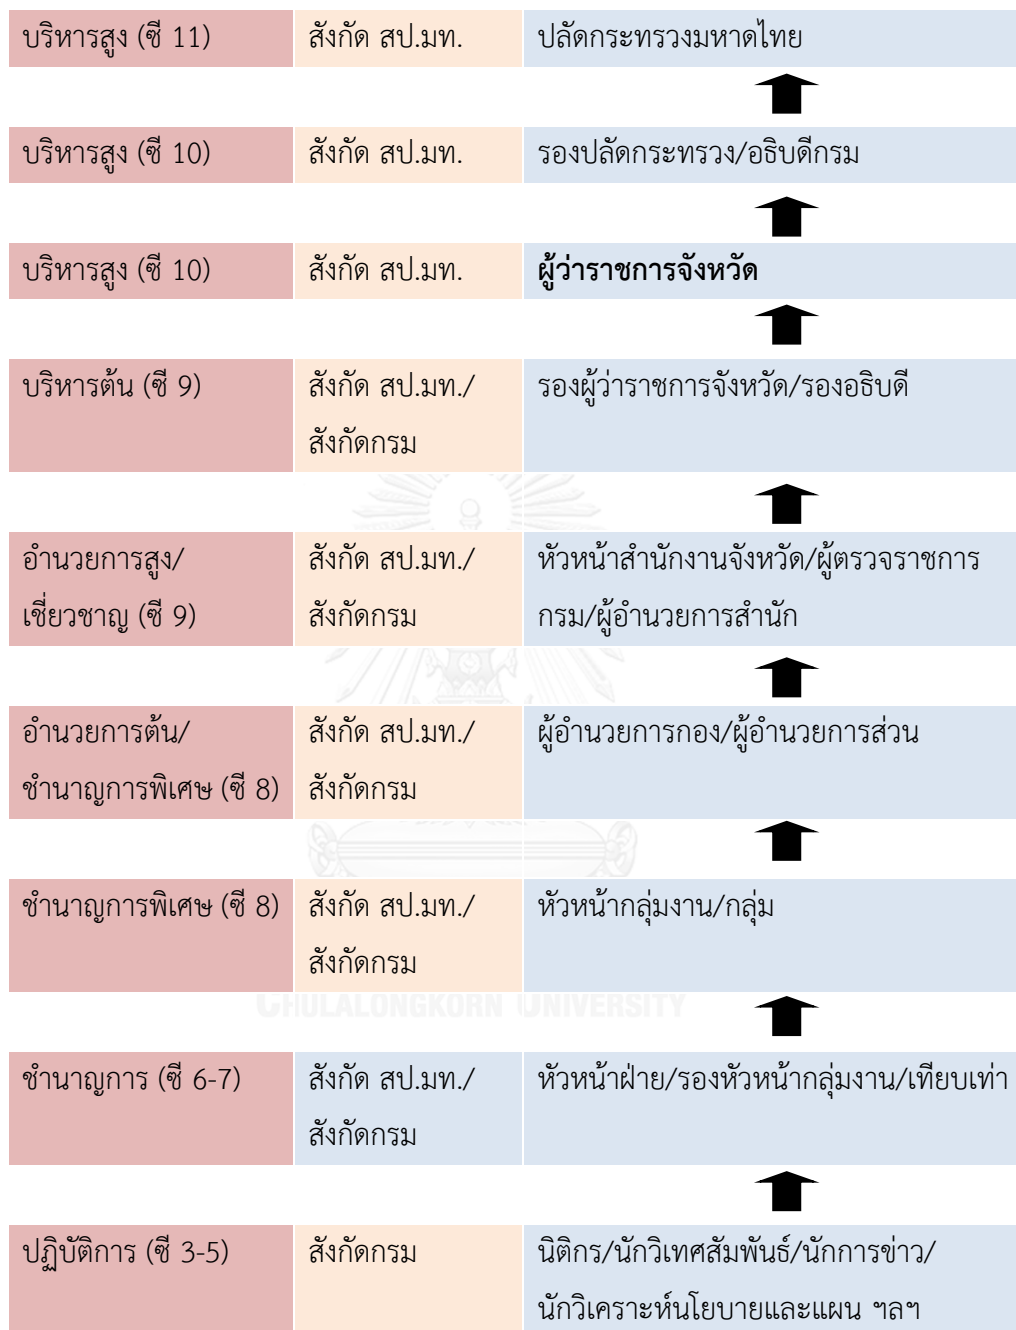 บริหารสูง (ซี 11) สังกัด สป.มท. ปลัดกระทรวงมหาดไทย
บริหารสูง (ซี 10) สังกัด สป.มท. รองปลัดกระทรวง/อธิบดีกรม
บริหารสูง (ซี 10) สังกัด สป.มท. ผู้ว่าราชการจังหวัด
บริหารต้น (ซี 9) สังกัด สป.มท./ รองผู้ว่าราชการจังหวัด/รองอธิบดี
สังกัดกรม
อำนวยการสูง/ สังกัด สป.มท./ หัวหน้าสำนักงานจังหวัด/ผู้ตรวจราชการ
เชี่ยวชาญ (ซี 9) สังกัดกรม กรม/ผู้อำนวยการสำนัก
อำนวยการต้น/ สังกัด สป.มท./ ผู้อำนวยการกอง/ผู้อำนวยการส่วน
ชำนาญการพิเศษ (ซี 8) สังกัดกรม
ชำนาญการพิเศษ (ซี 8) สังกัด สป.มท./ หัวหน้ากลุ่มงาน/กลุ่ม
สังกัดกรม
CHULALONGKORN UNIVERSITY
ชำนาญการ (ซี 6-7) สังกัด สป.มท./ หัวหน้าฝ่าย/รองหัวหน้ากลุ่มงาน/เทียบเท่า
สังกัดกรม
ปฏิบัติการ (ซี 3-5) สังกัดกรม นิติกร/นักวิเทศสัมพันธ์/นักการข่าว/
นักวิเคราะห์นโยบายและแผน ฯลฯ